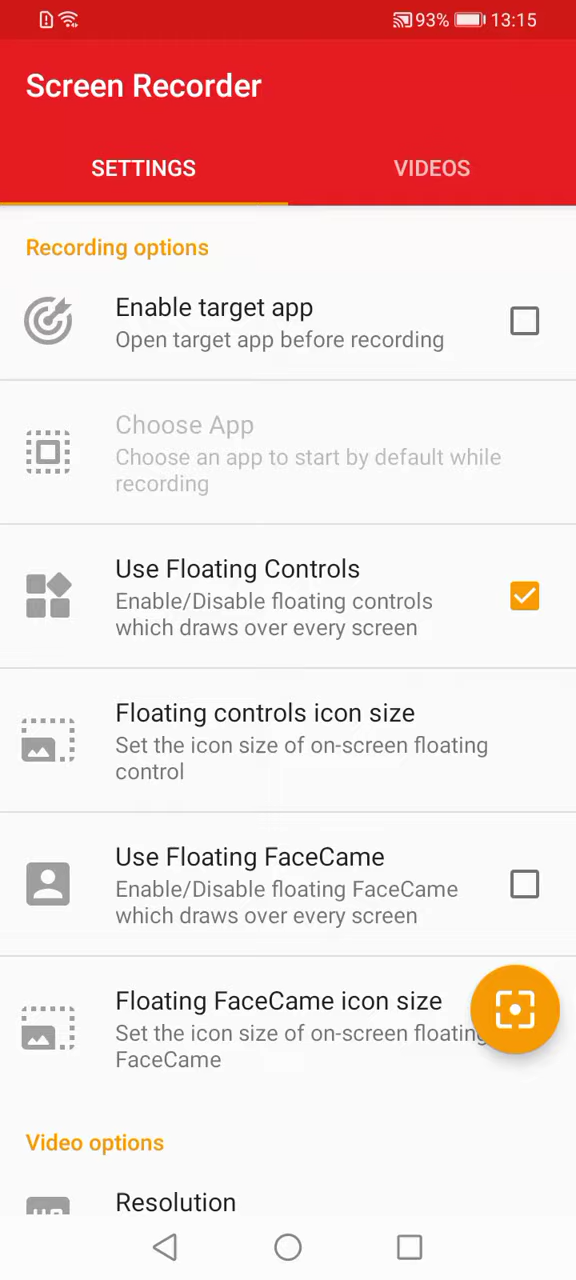 93% 13:15
Screen Recorder
SETTINGS VIDEOS
Recording options
Enable target app
Open target app before recording
Choose App
Choose an app to start by default while
recording
Use Floating Controls
Enable/Disable floating controls
which draws over every screen
Floating controls icon size
Set the icon size of on-screen floating
control
Use Floating FaceCame
Enable/Disable floating FaceCame
which draws over every screen
Floating FaceCame icon size
Set the icon size of on-screen floating
FaceCame
Video options
Resolution